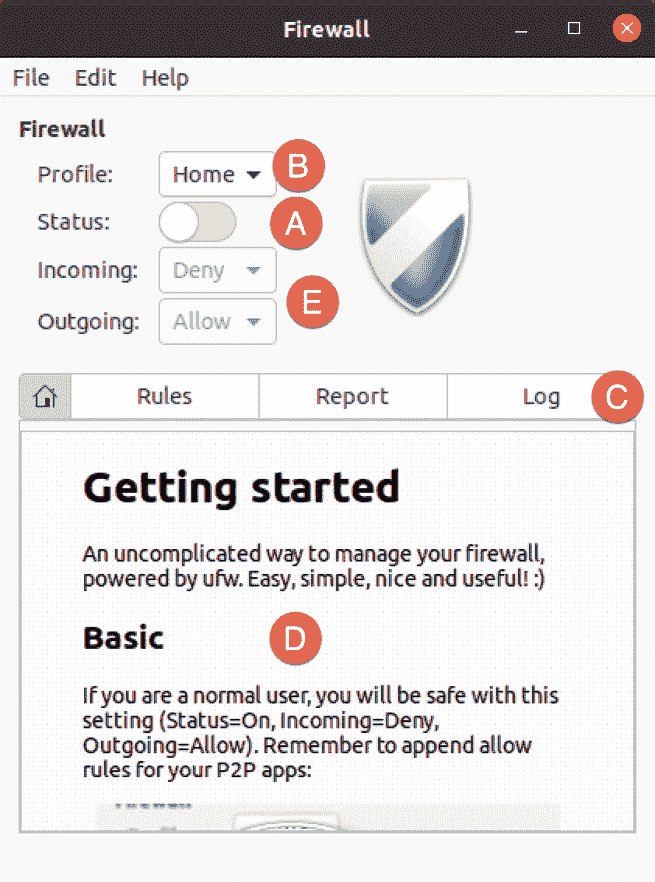 Firewall
File Edit Help
Firewall
Profile: Home B
Status: A
Incoming: Deny
E
Outgoing: Allow
Rules Report Log C
Getting started
An uncomplicated way to manage your firewall,
powered by ufw. Easy, simple, nice and useful! :)
Basic D
If you are a normal user, you will be safe with this
setting (Status=On, Incoming=Deny,
Outgoing=Allow). Remember to append allow
rules for your P2P apps: